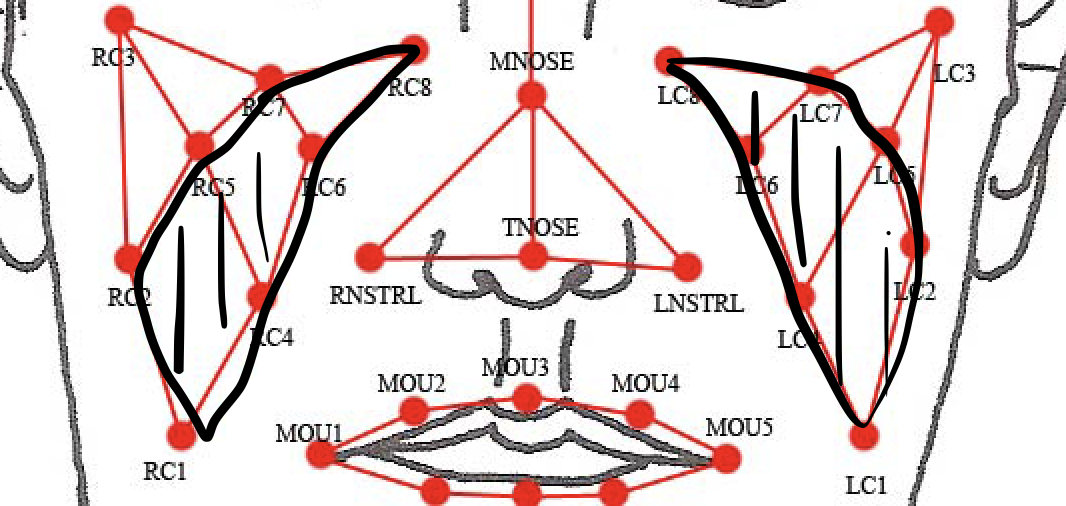 MNOSE
RC3
LC3
RC8
LC8
RC7
LC7
RC5
RC6
LC6
LC5
TNOSE
RC2
RNSTRL
LNSTRL
LC2
RC4
LC4
MOU3
MOU2
MOU4
MOU1
MOU5
RC1
LC1